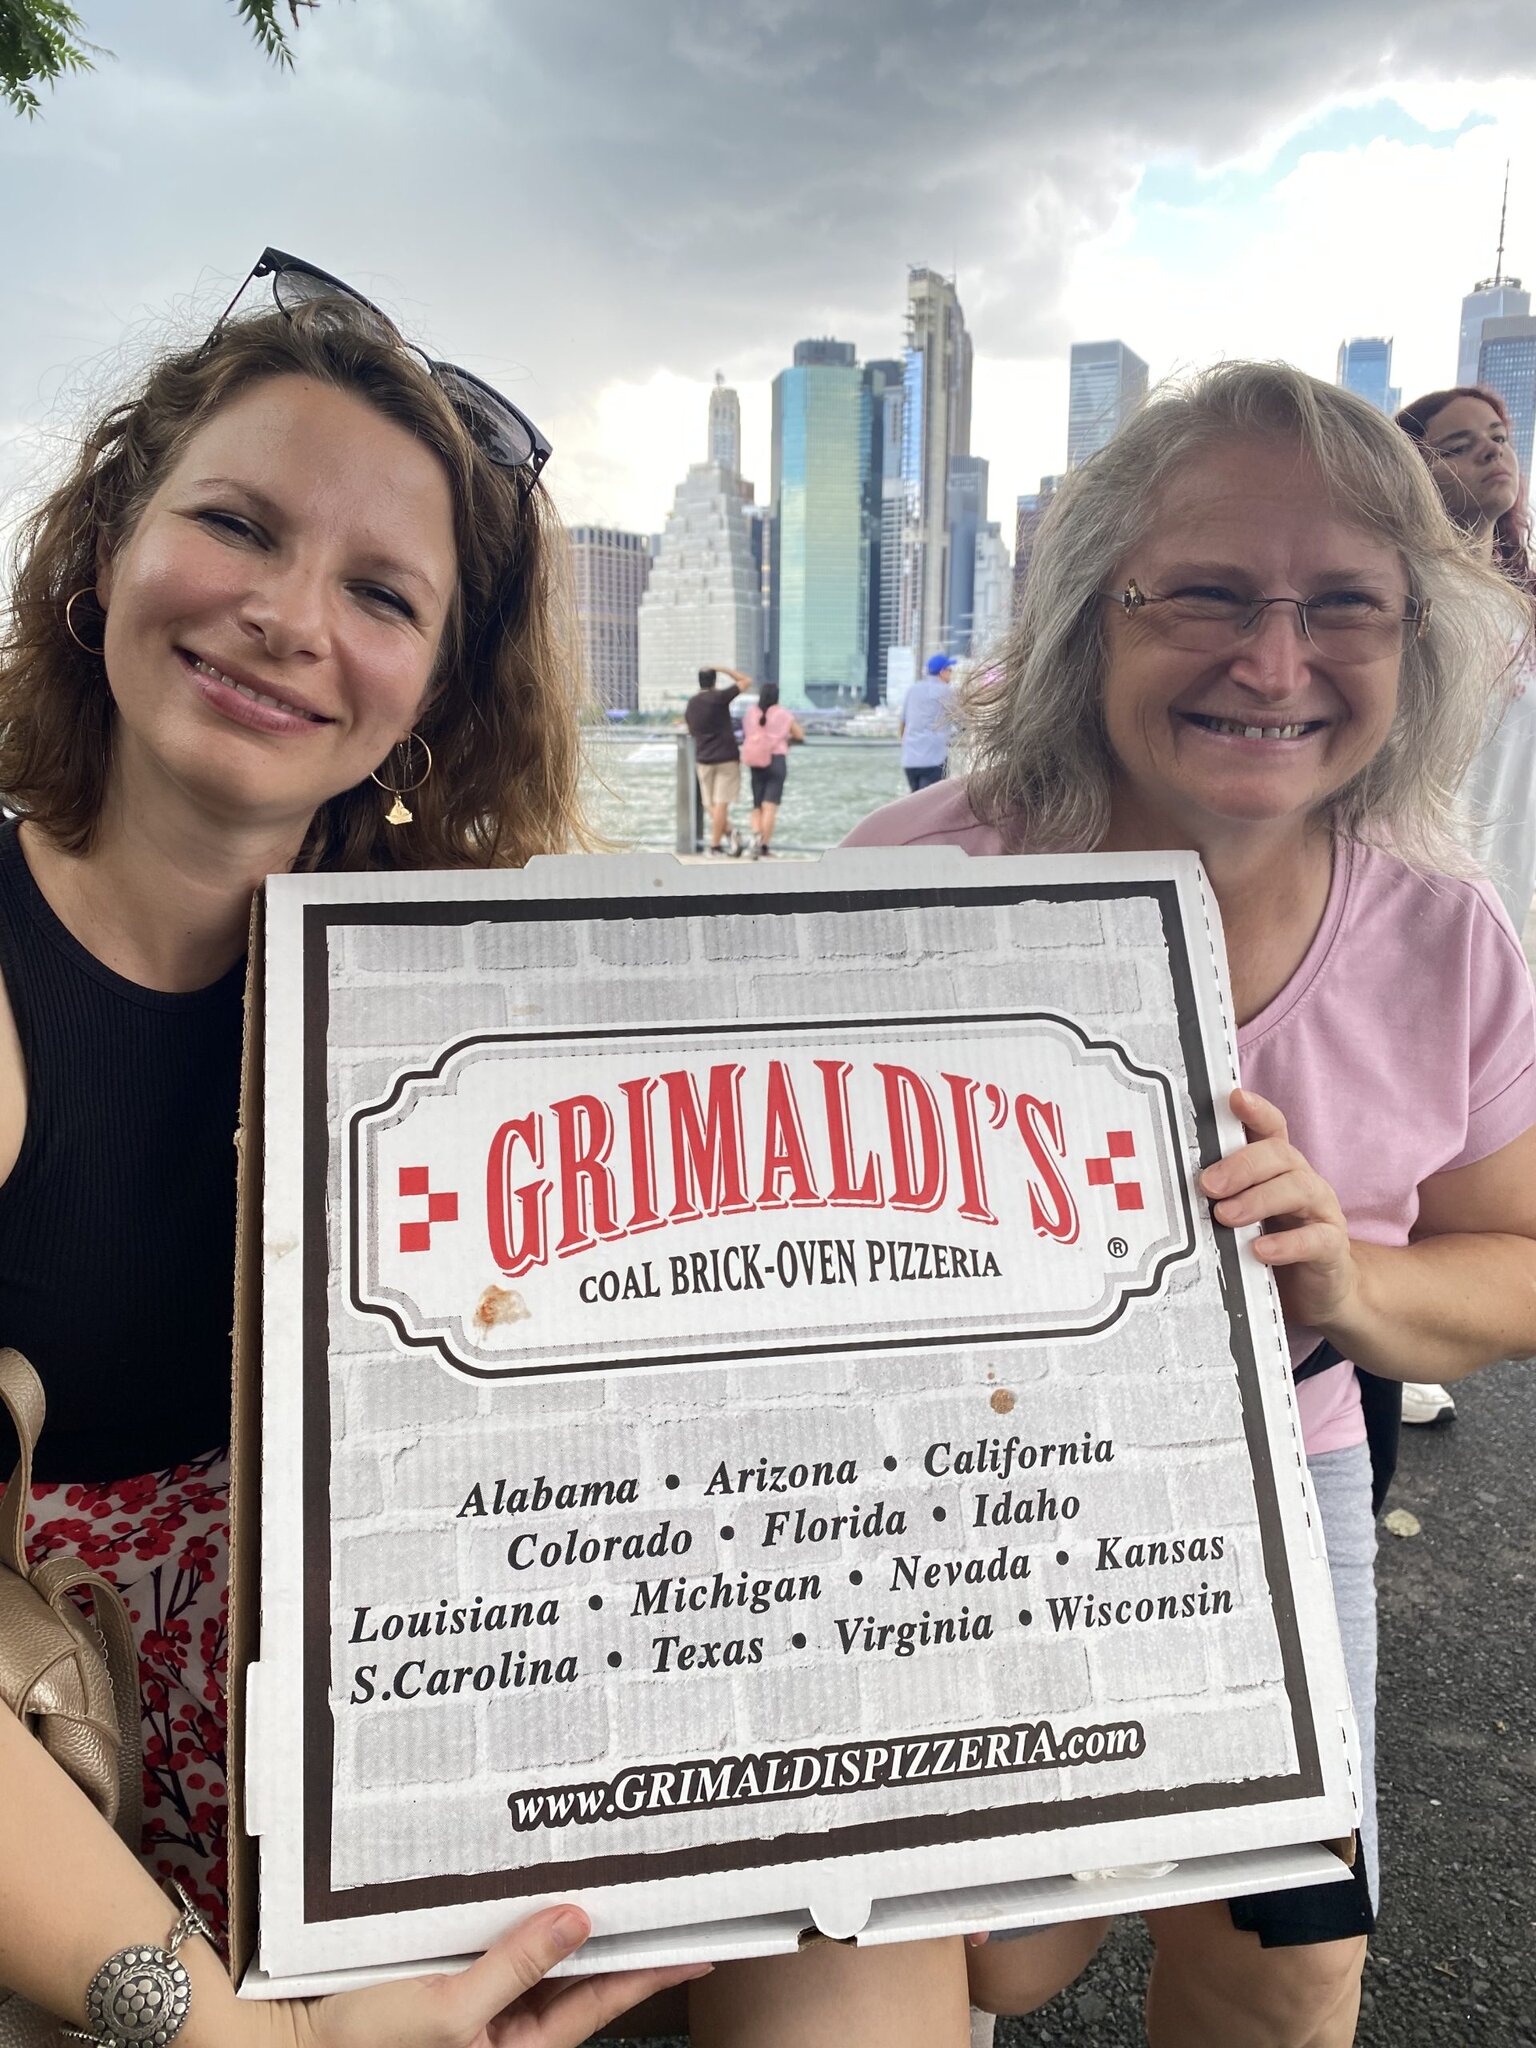 GRIMALDI'S
COAL BRICK-OVEN PIZZERIA ®
Alabama • Arizona • California
Colorado • Florida • Idaho
Louisiana • Michigan • Nevada • Kansas
S.Carolina • Texas • Virginia • Wisconsin
www.GRIMALDISPIZZERIA.com